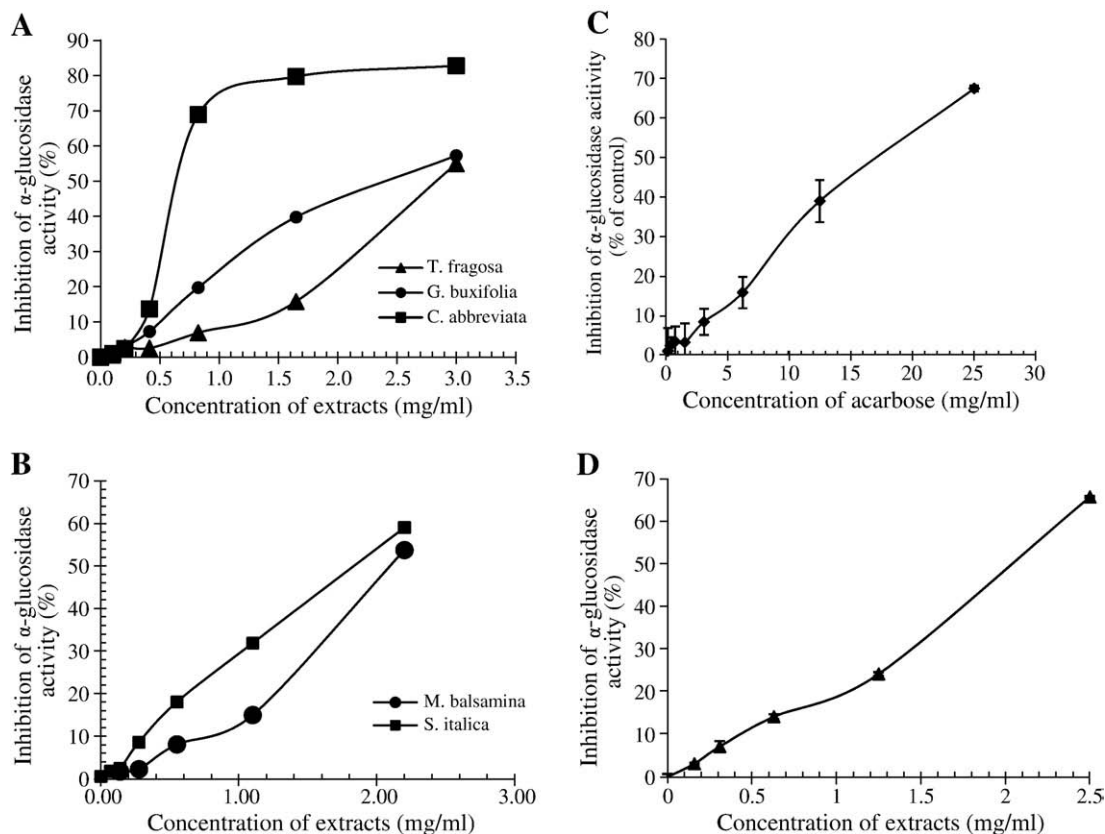 A
Inhibition of α-glucosidase
activity (%)
90
80
70
60
50
40
30
20
10
0
0.0 0.5 1.0 1.5 2.0 2.5 3.0 3.5
T. fragosa
G. buxifolia
C. abbreviata
Concentration of extracts (mg/ml)
C
Inhibition of α-glucosidase acitivity
(% of control)
80
70
60
50
40
30
20
10
0
0 5 10 15 20 25 30
Concentration of acarbose (mg/ml)
B
Inhibition of α-glucosidase
activity (%)
70
60
50
40
30
20
10
0
0.00 1.00 2.00 3.00
M. balsamina
S. italica
Concentration of extracts (mg/ml)
D
Inhibition of α-glucosidase
activity (%)
70
60
50
40
30
20
10
0
0 0.5 1 1.5 2 2.5
Concentration of extracts (mg/ml)